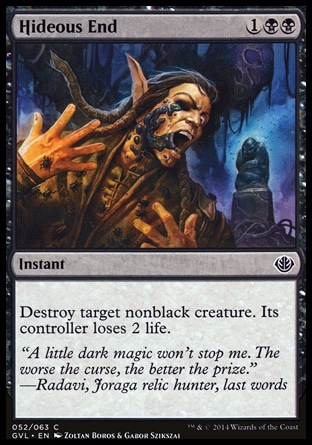 Hideous End 1
Instant
Destroy target nonblack creature. Its
controller loses 2 life.
“A little dark magic won’t stop me. The
worse the curse, the better the prize.”
—Radavi, Joraga relic hunter, last words
052/063 C
GVL • EN Zoltan Boros & Gabor Szikszai
™ & © 2014 Wizards of the Coast